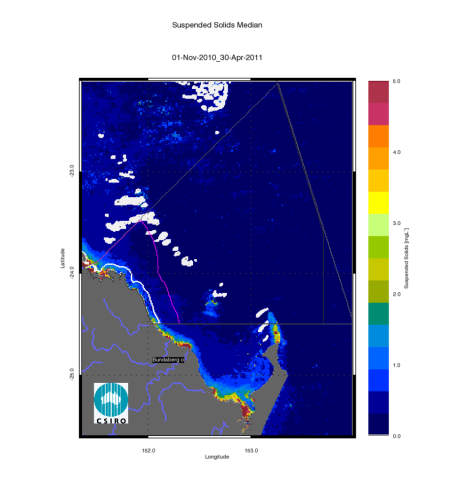 Suspended Solids Median
01-Nov-2010_30-Apr-2011
5.0
4.0
3.0
2.0
1.0
0.0
Suspended Solids [mgL
-23.0
-24.0
-25.0
Latitude
Bundaberg o
CSIRO
152.0
153.0
Longitude